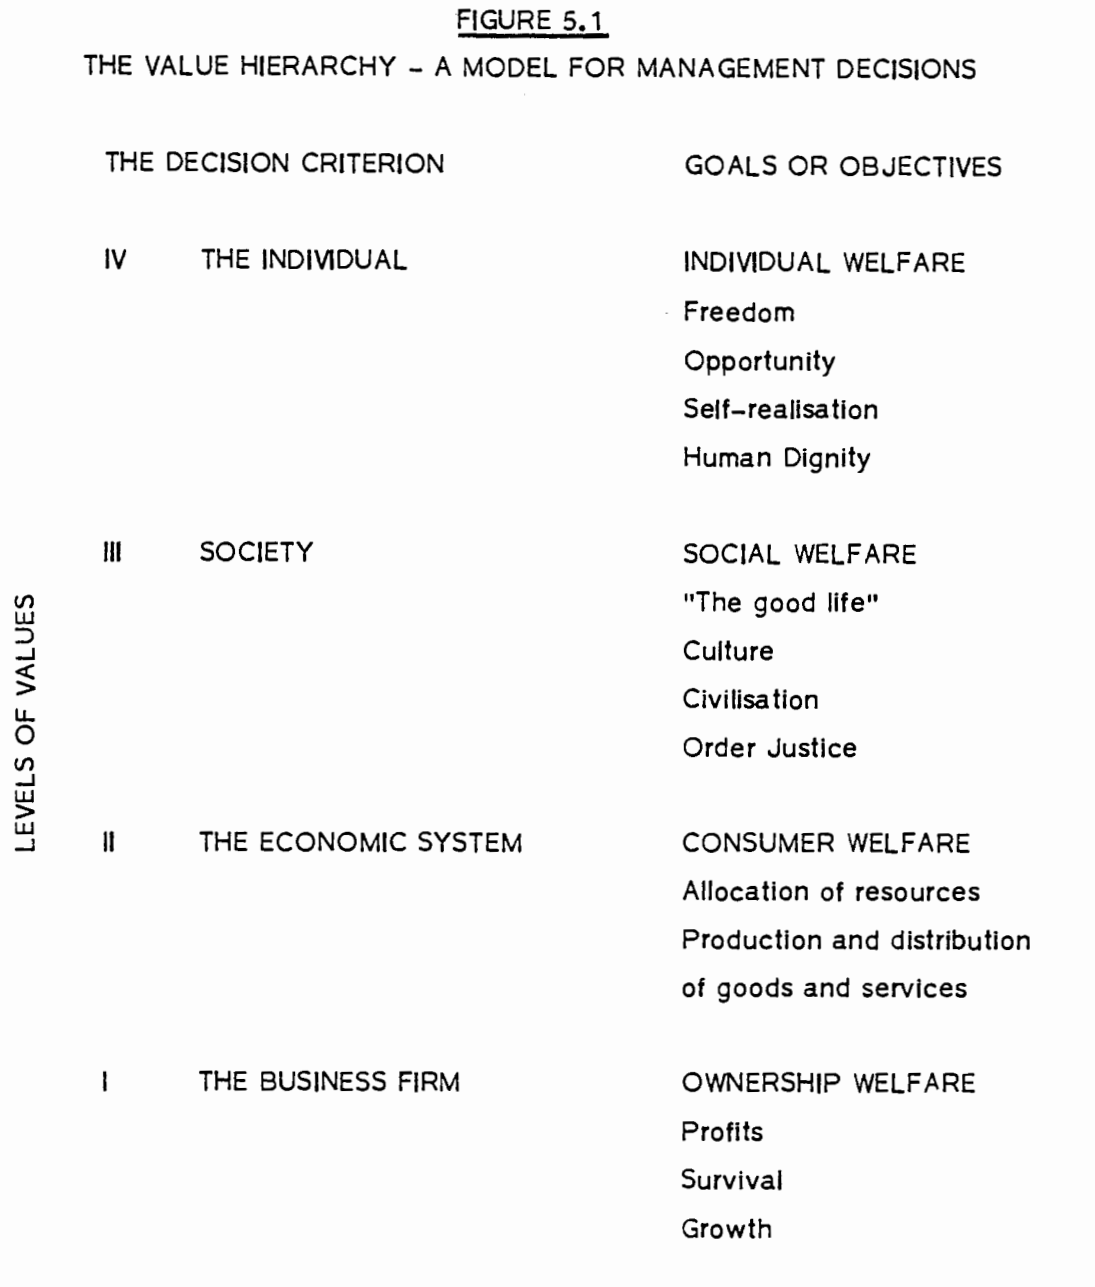 FIGURE 5.1
THE VALUE HIERARCHY – A MODEL FOR MANAGEMENT DECISIONS
THE DECISION CRITERION GOALS OR OBJECTIVES
LEVELS OF VALUES
IV THE INDIVIDUAL INDIVIDUAL WELFARE
Freedom
Opportunity
Self-realisation
Human Dignity
III SOCIETY SOCIAL WELFARE
"The good life"
Culture
Civilisation
Order Justice
II THE ECONOMIC SYSTEM CONSUMER WELFARE
Allocation of resources
Production and distribution
of goods and services
I THE BUSINESS FIRM OWNERSHIP WELFARE
Profits
Survival
Growth